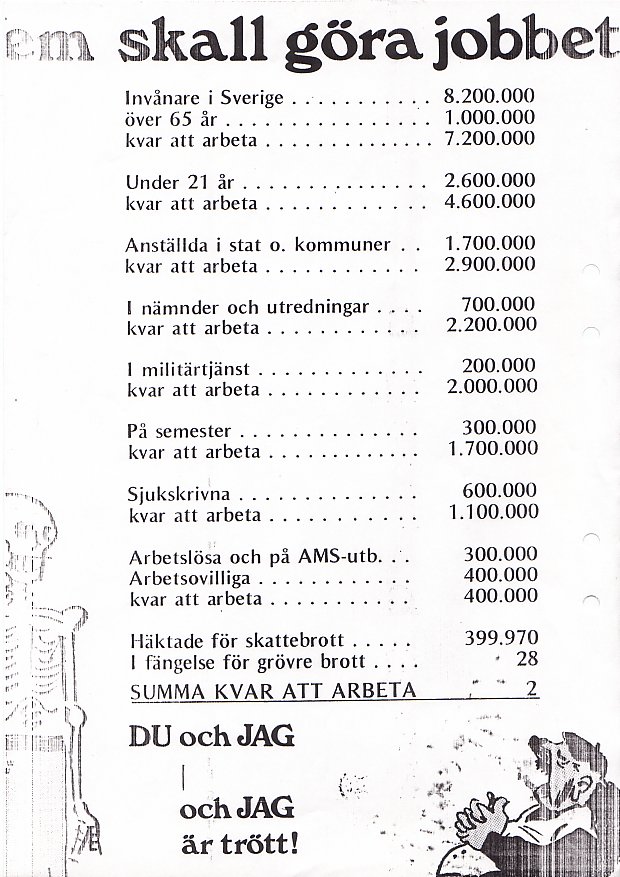 em skall göra jobbet
Invånare i Sverige . . . . . . . . . . . 8.200.000
över 65 år . . . . . . . . . . . . . . . . 1.000.000
kvar att arbeta . . . . . . . . . . . . . . 7.200.000
Under 21 år . . . . . . . . . . . . . . . 2.600.000
kvar att arbeta . . . . . . . . . . . . . 4.600.000
Anställda i stat o. kommuner . . 1.700.000
kvar att arbeta . . . . . . . . . . . . 2.900.000
I nämnder och utredningar . . . . 700.000
kvar att arbeta . . . . . . . . . . . . 2.200.000
I militärtjänst . . . . . . . . . . . . . 200.000
kvar att arbeta . . . . . . . . . . . . 2.000.000
På semester . . . . . . . . . . . . . . 300.000
kvar att arbeta . . . . . . . . . . . . 1.700.000
Sjukskrivna . . . . . . . . . . . . . . 600.000
kvar att arbeta . . . . . . . . . . . 1.100.000
Arbetslösa och på AMS-utb. . . 300.000
Arbetsovilliga . . . . . . . . . . . . 400.000
kvar att arbeta . . . . . . . . . . . 400.000
Häktade för skattebrott . . . . . 399.970
I fängelse för grövre brott . . . . 28
SUMMA KVAR ATT ARBETA 2
DU och JAG
och JAG
är trött!